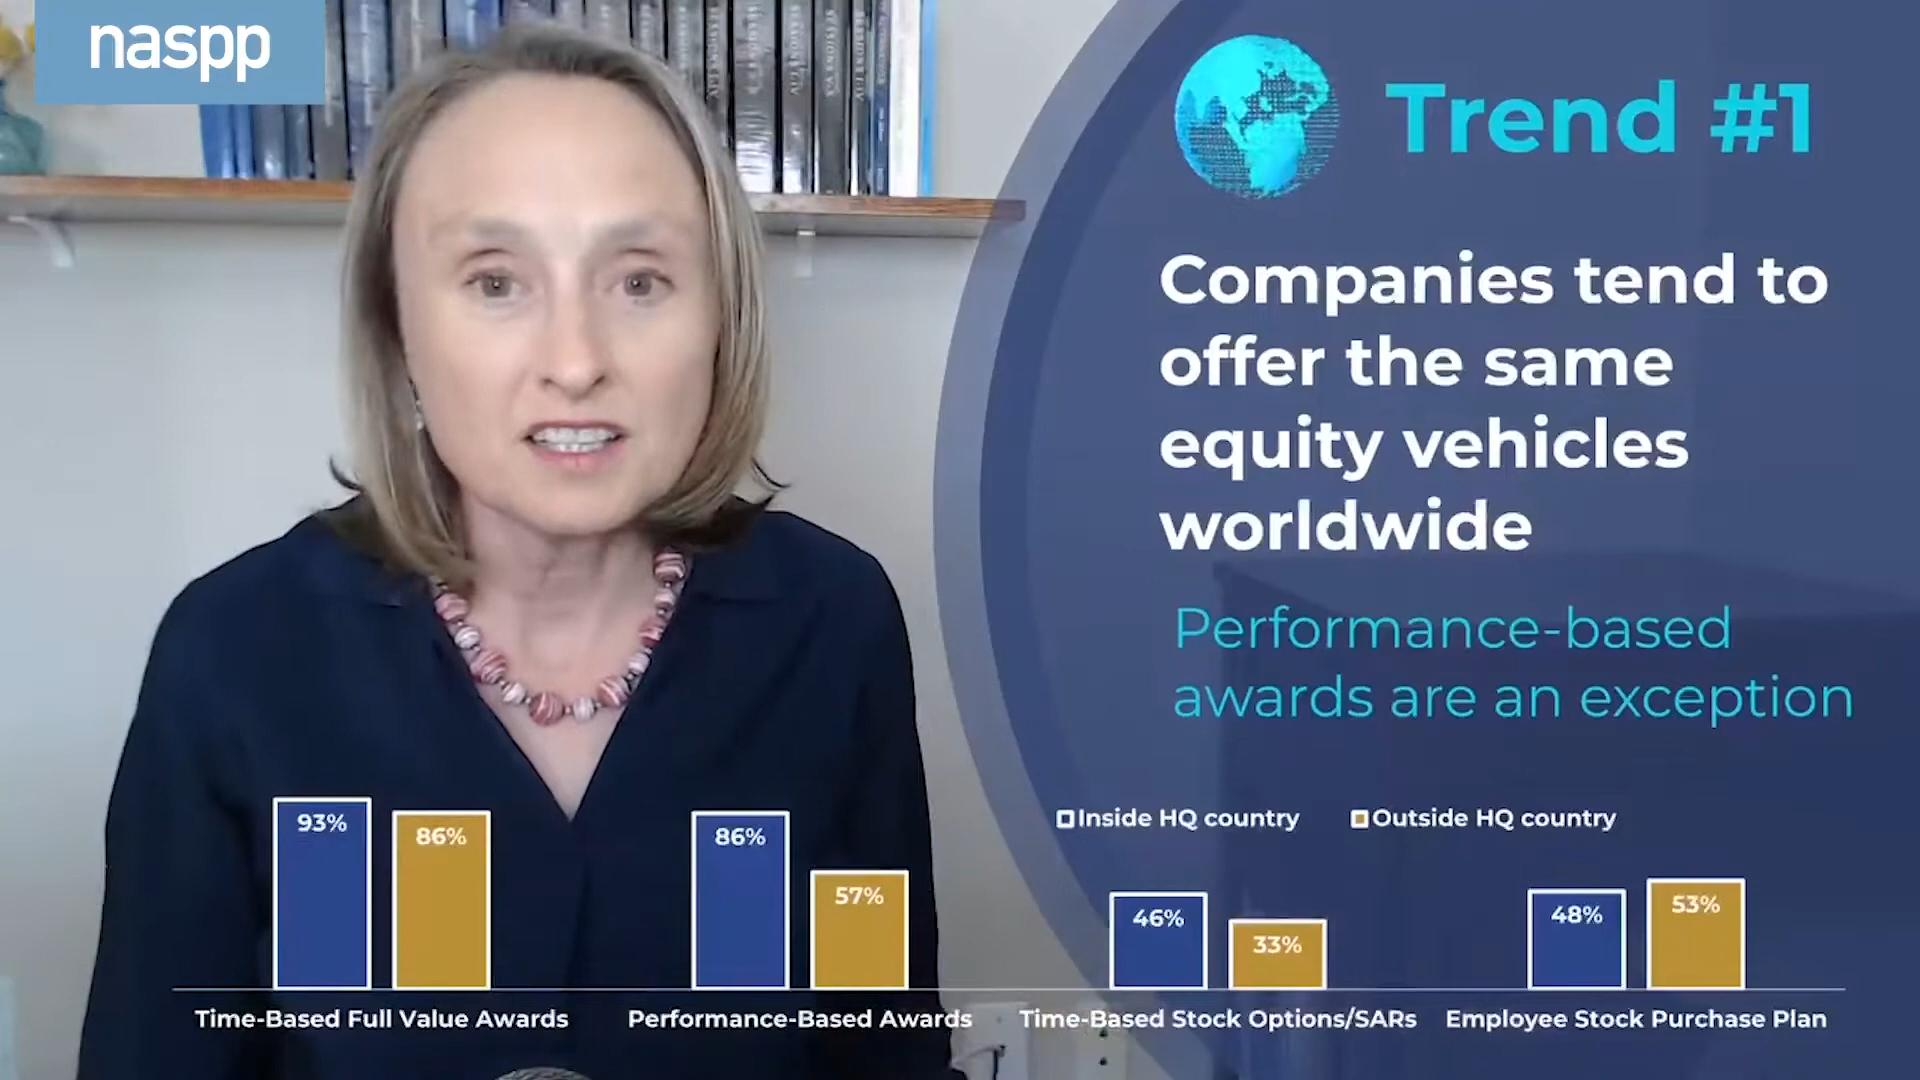 naspp
Trend #1
Companies tend to
offer the same
equity vehicles
worldwide
Performance-based
awards are an exception
Inside HQ country
Outside HQ country
93%
86%
86%
57%
46%
33%
48%
53%
Time-Based Full Value Awards
Performance-Based Awards
Time-Based Stock Options/SARs
Employee Stock Purchase Plan